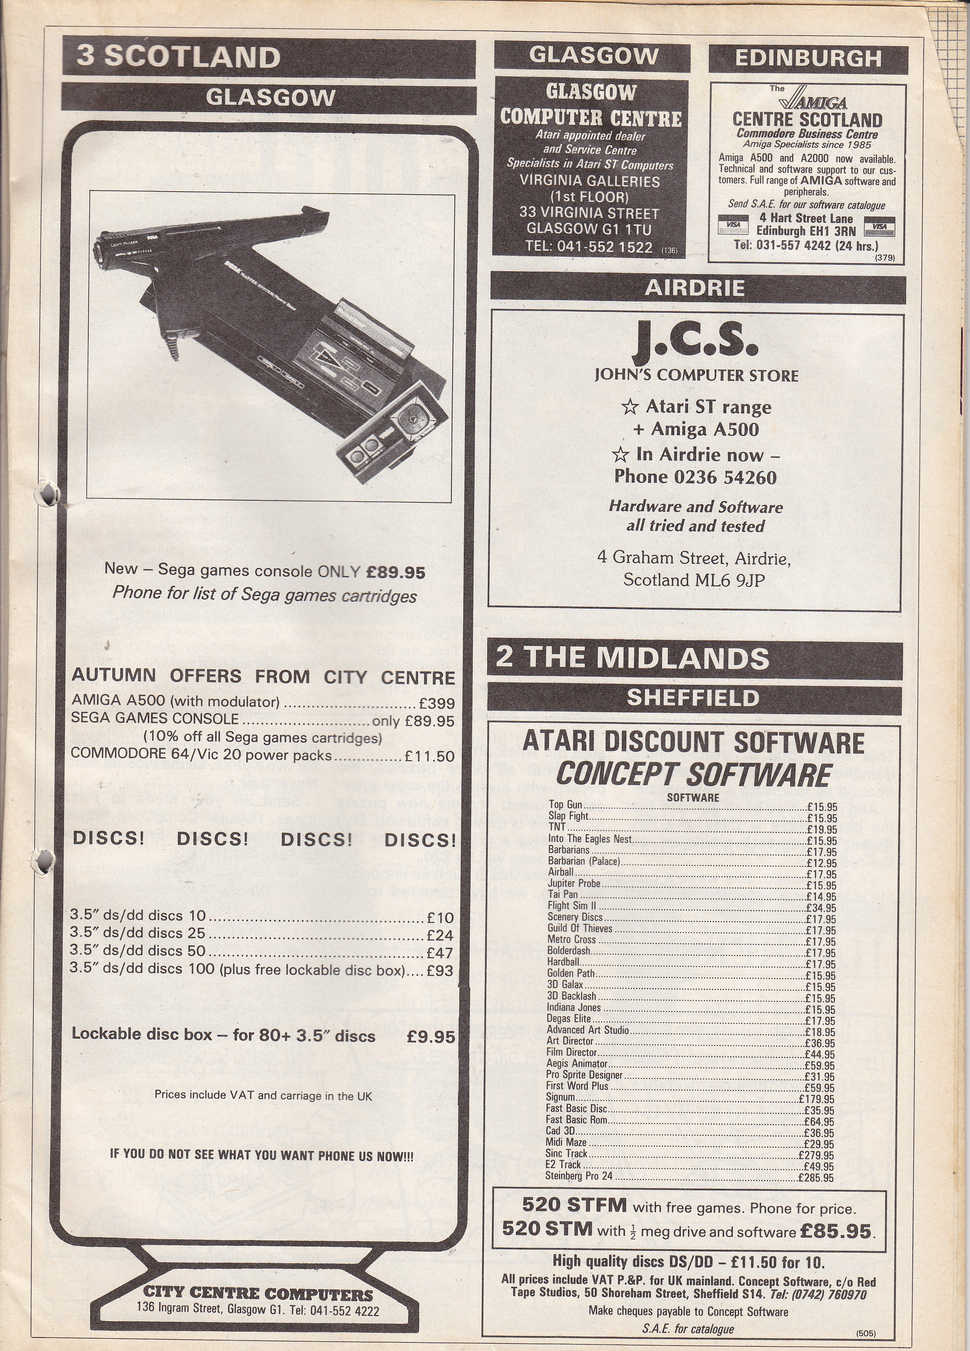 3 SCOTLAND
GLASGOW
New – Sega games console ONLY £89.95
Phone for list of Sega games cartridges
AUTUMN OFFERS FROM CITY CENTRE
AMIGA A500 (with modulator)..........................£399
SEGA GAMES CONSOLE..........................only £89.95
(10% off all Sega games cartridges)
COMMODORE 64/Vic 20 power packs...............£11.50
DISCS! DISCS! DISCS! DISCS!
3.5″ ds/dd discs 10..........................................£10
3.5″ ds/dd discs 25..........................................£24
3.5″ ds/dd discs 50..........................................£47
3.5″ ds/dd discs 100 (plus free lockable disc box)....£93
Lockable disc box – for 80+ 3.5″ discs £9.95
Prices include VAT and carriage in the UK
IF YOU DO NOT SEE WHAT YOU WANT PHONE US NOW!!!
CITY CENTRE COMPUTERS
136 Ingram Street, Glasgow G1. Tel: 041-552 4222
GLASGOW
GLASGOW
COMPUTER CENTRE
Atari appointed dealer
and Service Centre
Specialists in Atari ST Computers
VIRGINIA GALLERIES
(1st FLOOR)
33 VIRGINIA STREET
GLASGOW G1 1TU
TEL: 041-552 1522 (136)
EDINBURGH
The
AMIGA
CENTRE SCOTLAND
Commodore Business Centre
Amiga Specialists since 1985
Amiga A500 and A2000 now available.
Technical and software support to our cus-
tomers. Full range of AMIGA software and
peripherals.
Send S.A.E. for our software catalogue
VISA 4 Hart Street Lane VISA
Edinburgh EH1 3RN
Tel: 031-557 4242 (24 hrs.)
(379)
AIRDRIE
J.C.S.
JOHN'S COMPUTER STORE
☆ Atari ST range
+ Amiga A500
☆ In Airdrie now –
Phone 0236 54260
Hardware and Software
all tried and tested
4 Graham Street, Airdrie,
Scotland ML6 9JP
2 THE MIDLANDS
SHEFFIELD
ATARI DISCOUNT SOFTWARE
CONCEPT SOFTWARE
SOFTWARE
Top Gun..........£15.95
Slap Fight..........£15.95
TNT..........£19.95
Into The Eagles Nest..........£15.95
Barbarians..........£17.95
Barbarian (Palace)..........£12.95
Airball..........£17.95
Jupiter Probe..........£15.95
Tai Pan..........£14.95
Flight Sim II..........£34.95
Scenery Discs..........£17.95
Guild Of Thieves..........£17.95
Metro Cross..........£17.95
Bolderdash..........£17.95
Hardball..........£17.95
Golden Path..........£15.95
3D Galax..........£15.95
3D Backlash..........£15.95
Indiana Jones..........£15.95
Degas Elite..........£17.95
Advanced Art Studio..........£18.95
Art Director..........£36.95
Film Director..........£44.95
Aegis Animator..........£59.95
Pro Sprite Designer..........£31.95
First Word Plus..........£59.95
Signum..........£179.95
Fast Basic Disc..........£35.95
Fast Basic Rom..........£64.95
Cad 3D..........£36.95
Midi Maze..........£29.95
Sinc Track..........£279.95
E2 Track..........£49.95
Steinberg Pro 24..........£285.95
520 STFM with free games. Phone for price.
520 STM with ½ meg drive and software £85.95.
High quality discs DS/DD – £11.50 for 10.
All prices include VAT P.&P. for UK mainland. Concept Software, c/o Red
Tape Studios, 50 Shoreham Street, Sheffield S14. Tel: (0742) 760970
Make cheques payable to Concept Software
S.A.E. for catalogue
(505)